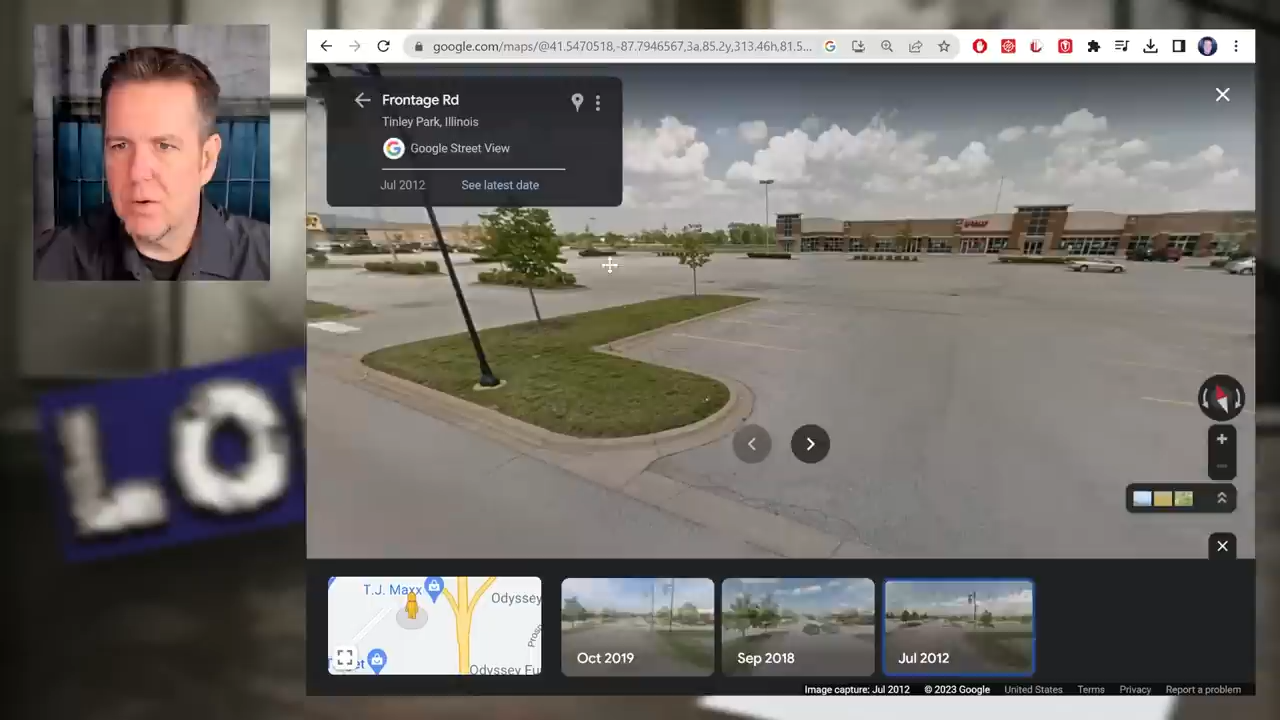 google.com/maps/@41.5470518,-87.7946567,3a,85.2y,313.46h,81.5...
Frontage Rd
Tinley Park, Illinois
Google Street View
Jul 2012
See latest date
LO
T.J. Maxx
Odyssey
Odyssey Fu
Oct 2019
Sep 2018
Jul 2012
Image capture: Jul 2012
© 2023 Google
United States
Terms
Privacy
Report a problem